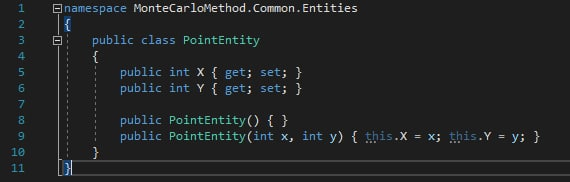 1 namespace MonteCarloMethod.Common.Entities
2 {
3 public class PointEntity
4 {
5 public int X { get; set; }
6 public int Y { get; set; }
7
8 public PointEntity() { }
9 public PointEntity(int x, int y) { this.X = x; this.Y = y; }
10 }
11 }